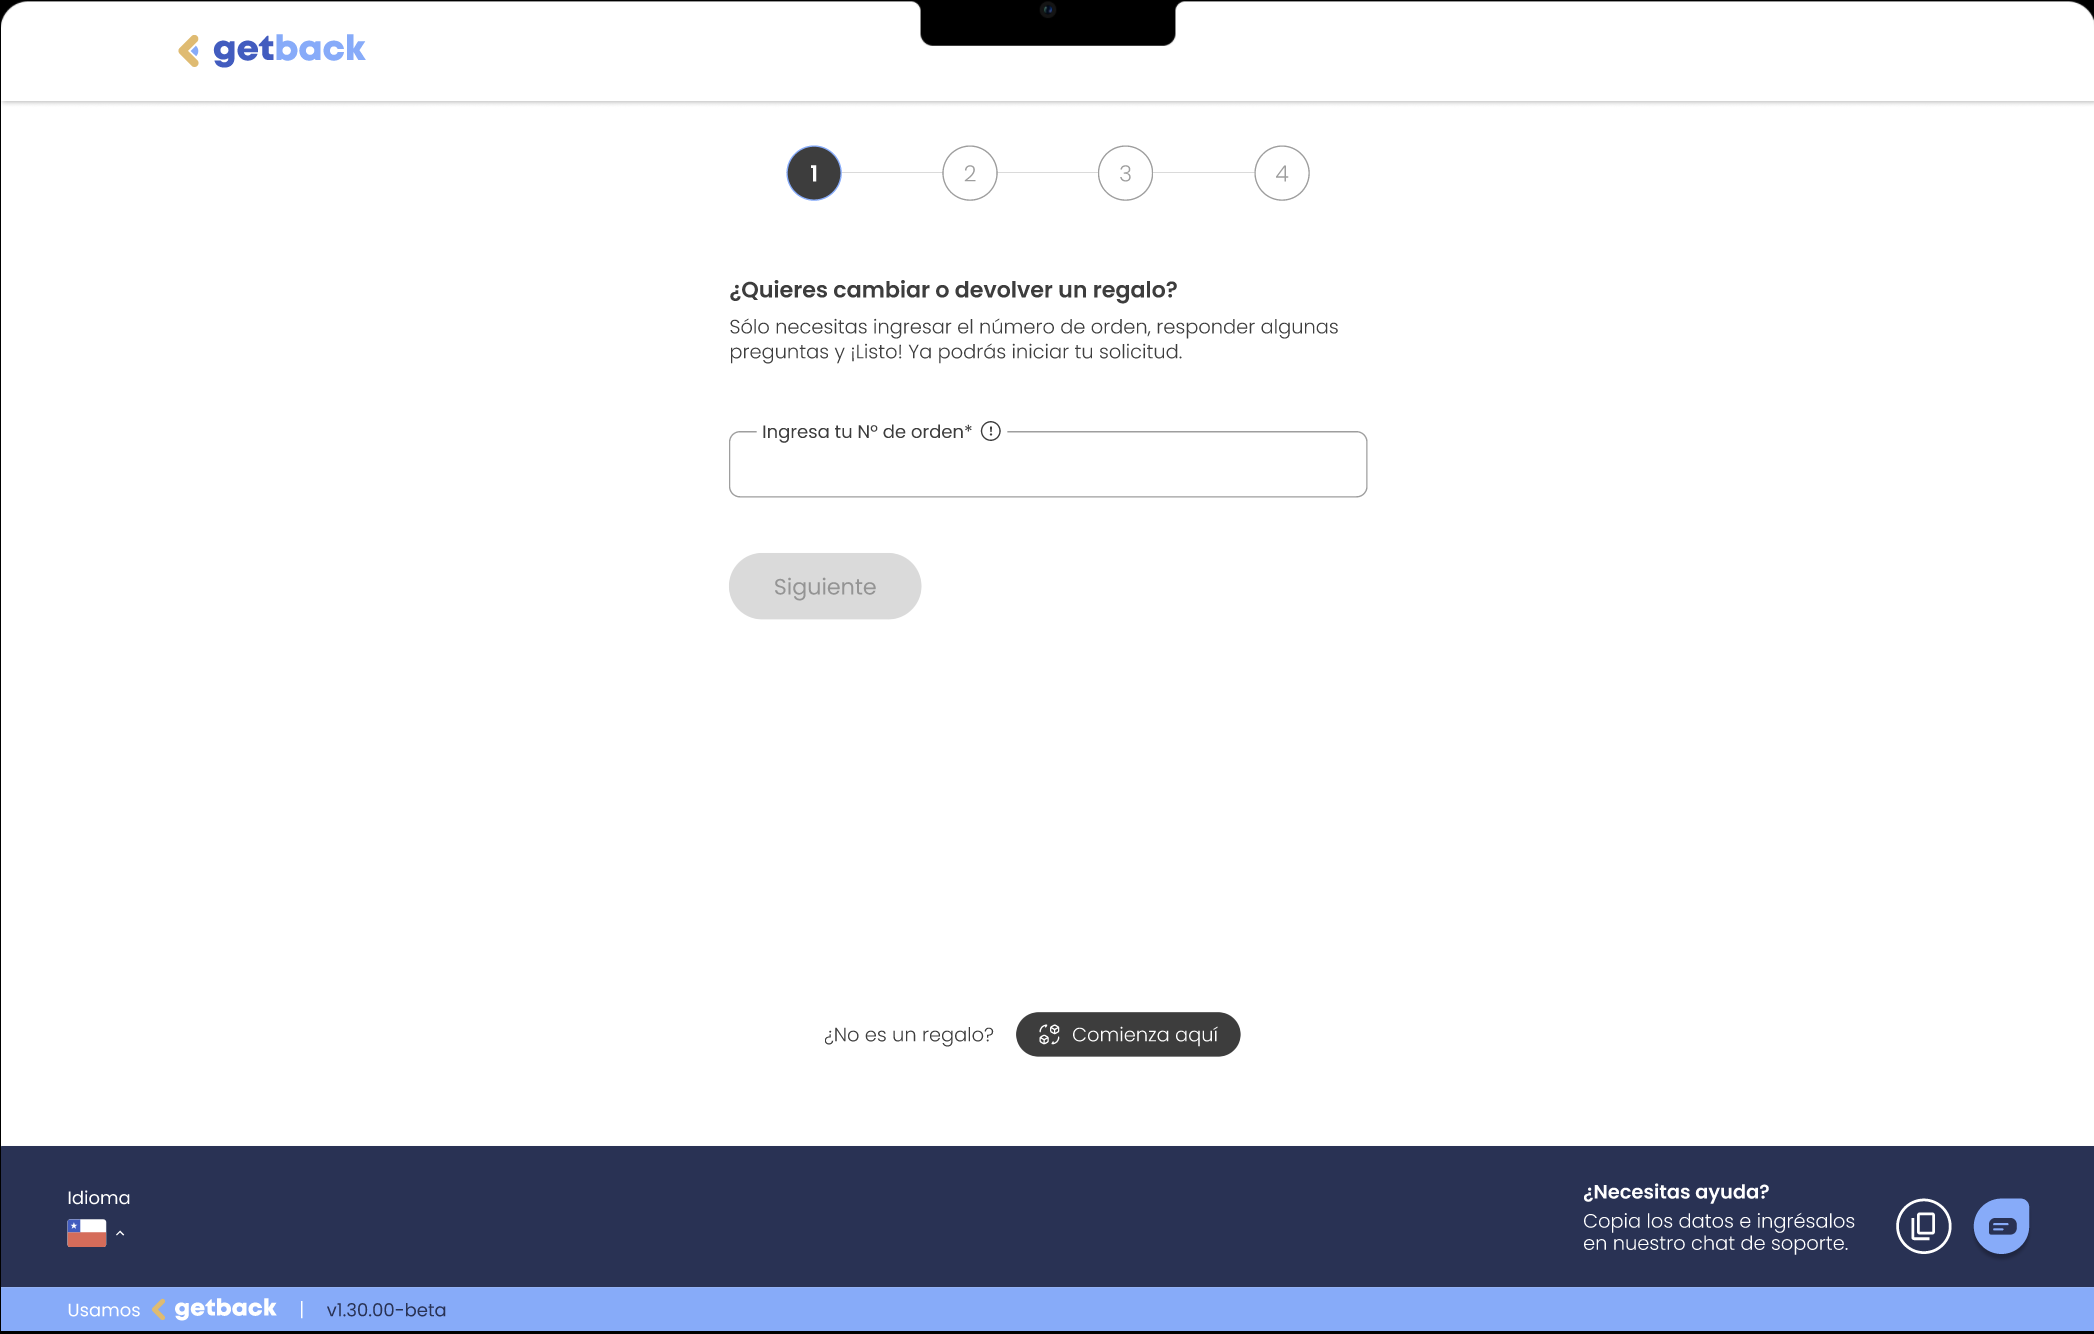 getback
1 2 3 4
¿Quieres cambiar o devolver un regalo?
Sólo necesitas ingresar el número de orden, responder algunas
preguntas y ¡Listo! Ya podrás iniciar tu solicitud.
Ingresa tu N° de orden*
Siguiente
¿No es un regalo? Comienza aquí
Idioma
¿Necesitas ayuda?
Copia los datos e ingrésalos
en nuestro chat de soporte.
Usamos getback | v1.30.00-beta